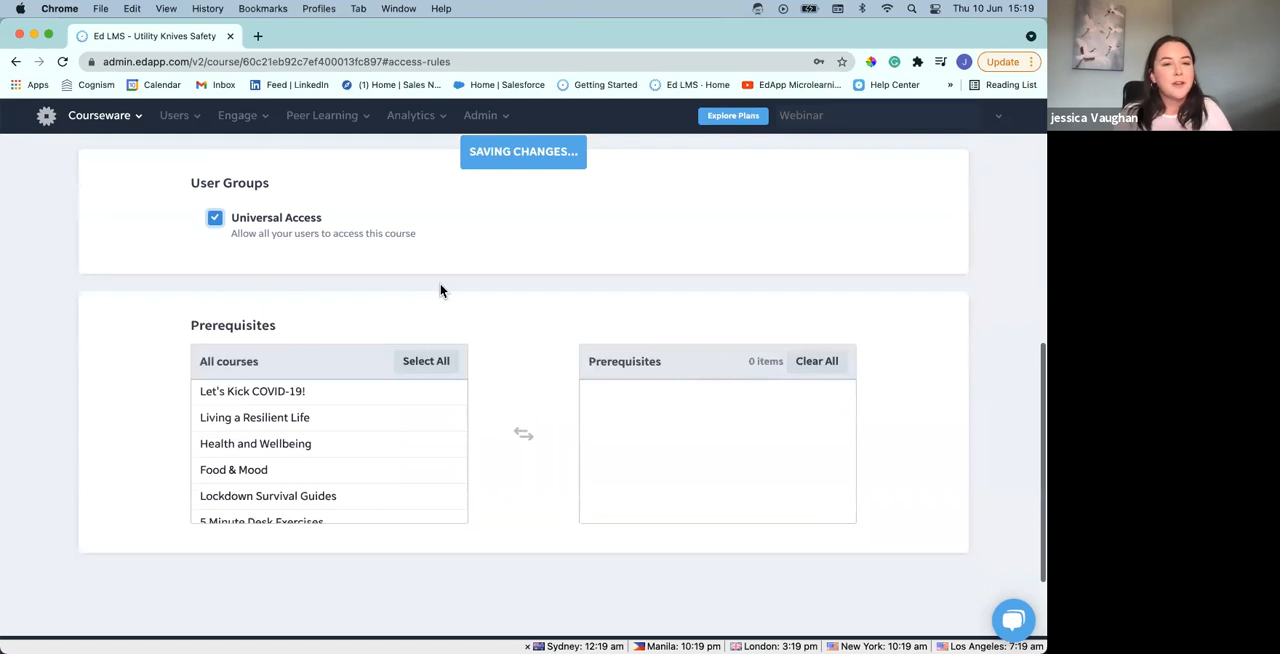 Chrome File Edit View History Bookmarks Profiles Tab Window Help Thu 10 Jun 15:19
Ed LMS - Utility Knives Safety
admin.edapp.com/v2/course/60c21eb92c7ef400013fc897#access-rules
J Update
Apps Cognism Calendar Inbox Feed | LinkedIn (1) Home | Sales N... Home | Salesforce Getting Started Ed LMS - Home EdApp Microlearni... Help Center » Reading List
jessica Vaughan
Courseware Users Engage Peer Learning Analytics Admin Explore Plans Webinar
SAVING CHANGES...
User Groups
Universal Access
Allow all your users to access this course
Prerequisites
All courses Select All
Prerequisites 0 items Clear All
Let's Kick COVID-19!
Living a Resilient Life
Health and Wellbeing
Food & Mood
Lockdown Survival Guides
5 Minute Desk Exercises
× Sydney: 12:19 am Manila: 10:19 pm London: 3:19 pm New York: 10:19 am Los Angeles: 7:19 am